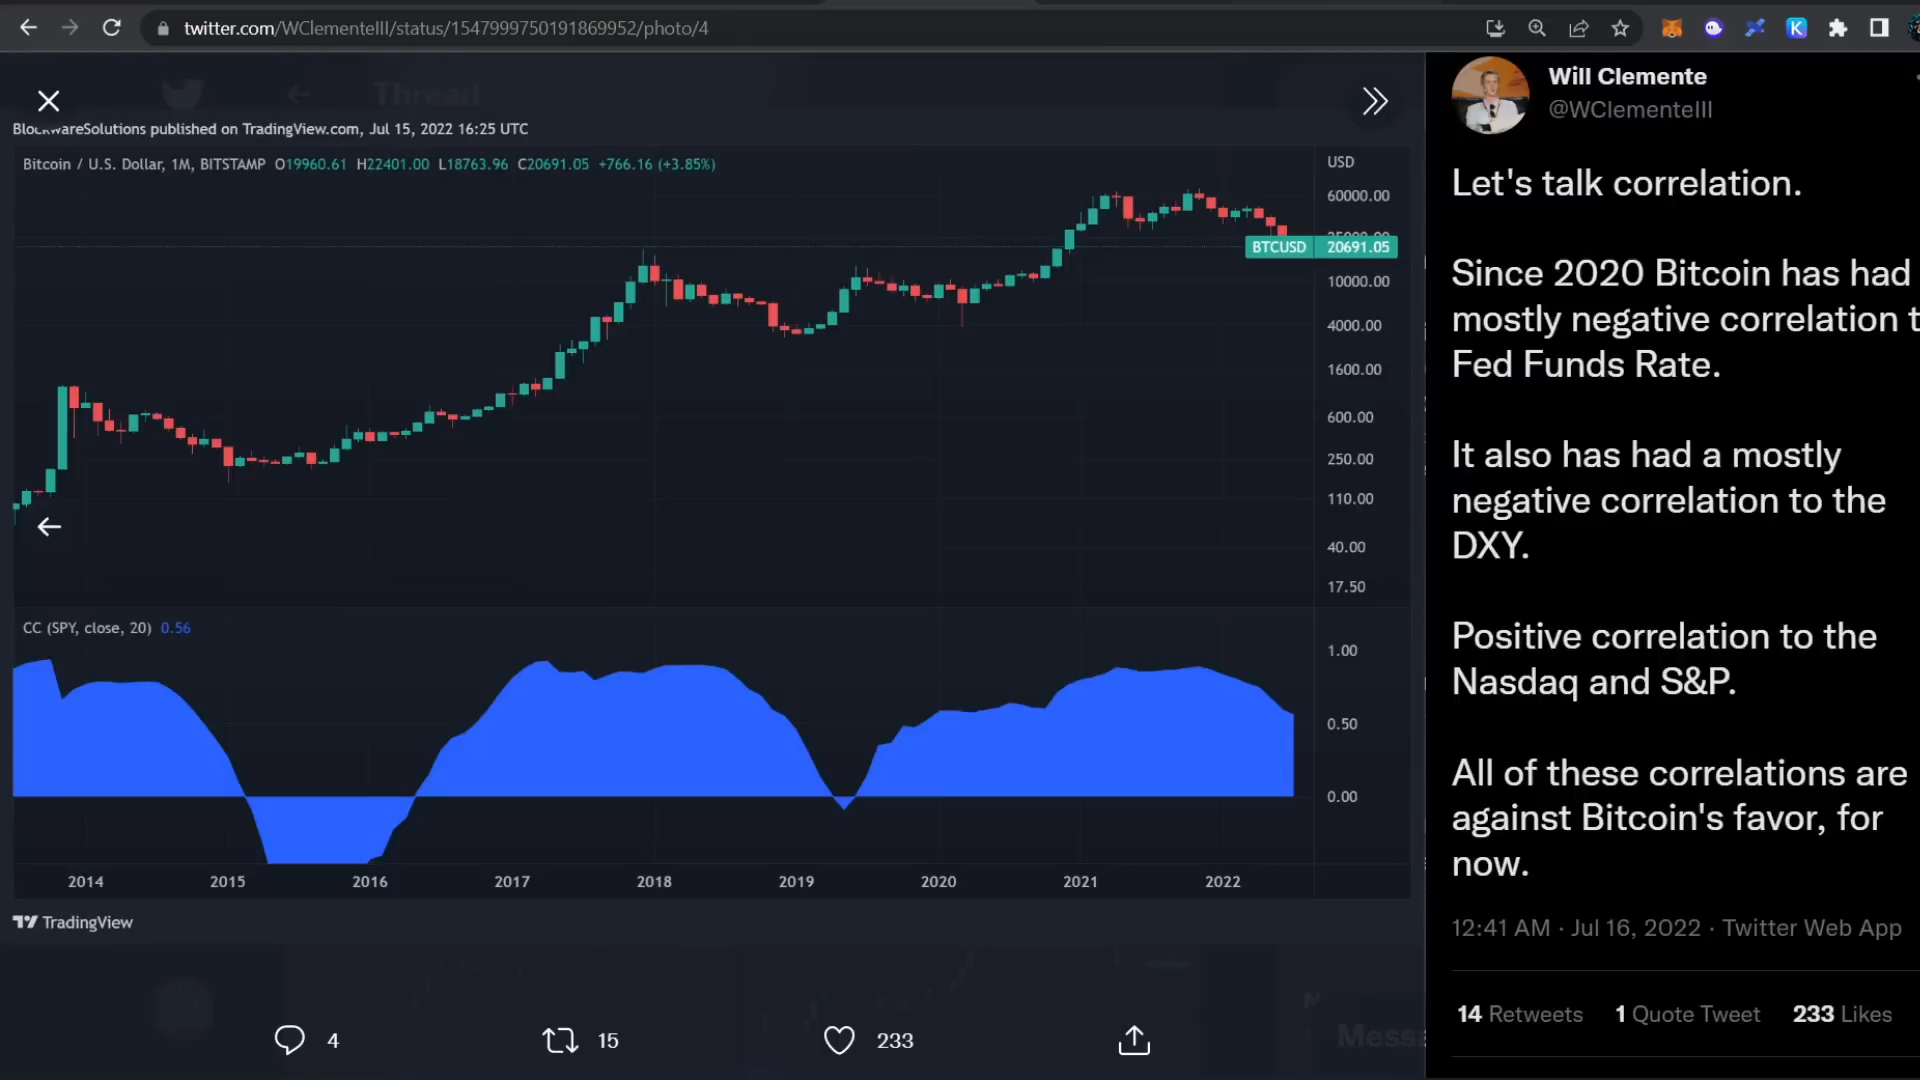 twitter.com/WClementeIII/status/1547999750191869952/photo/4
Thread
BlockwareSolutions published on TradingView.com, Jul 15, 2022 16:25 UTC
Bitcoin / U.S. Dollar, 1M, BITSTAMP O19960.61 H22401.00 L18763.96 C20691.05 +766.16 (+3.85%)
USD
60000.00
25000.00
BTCUSD 20691.05
10000.00
4000.00
1600.00
600.00
250.00
110.00
40.00
17.50
CC (SPY, close, 20) 0.56
1.00
0.50
0.00
2014 2015 2016 2017 2018 2019 2020 2021 2022
TradingView
4 15 233
Will Clemente
@WClementeIII
Let's talk correlation.
Since 2020 Bitcoin has had
mostly negative correlation t
Fed Funds Rate.
It also has had a mostly
negative correlation to the
DXY.
Positive correlation to the
Nasdaq and S&P.
All of these correlations are
against Bitcoin's favor, for
now.
12:41 AM · Jul 16, 2022 · Twitter Web App
14 Retweets 1 Quote Tweet 233 Likes